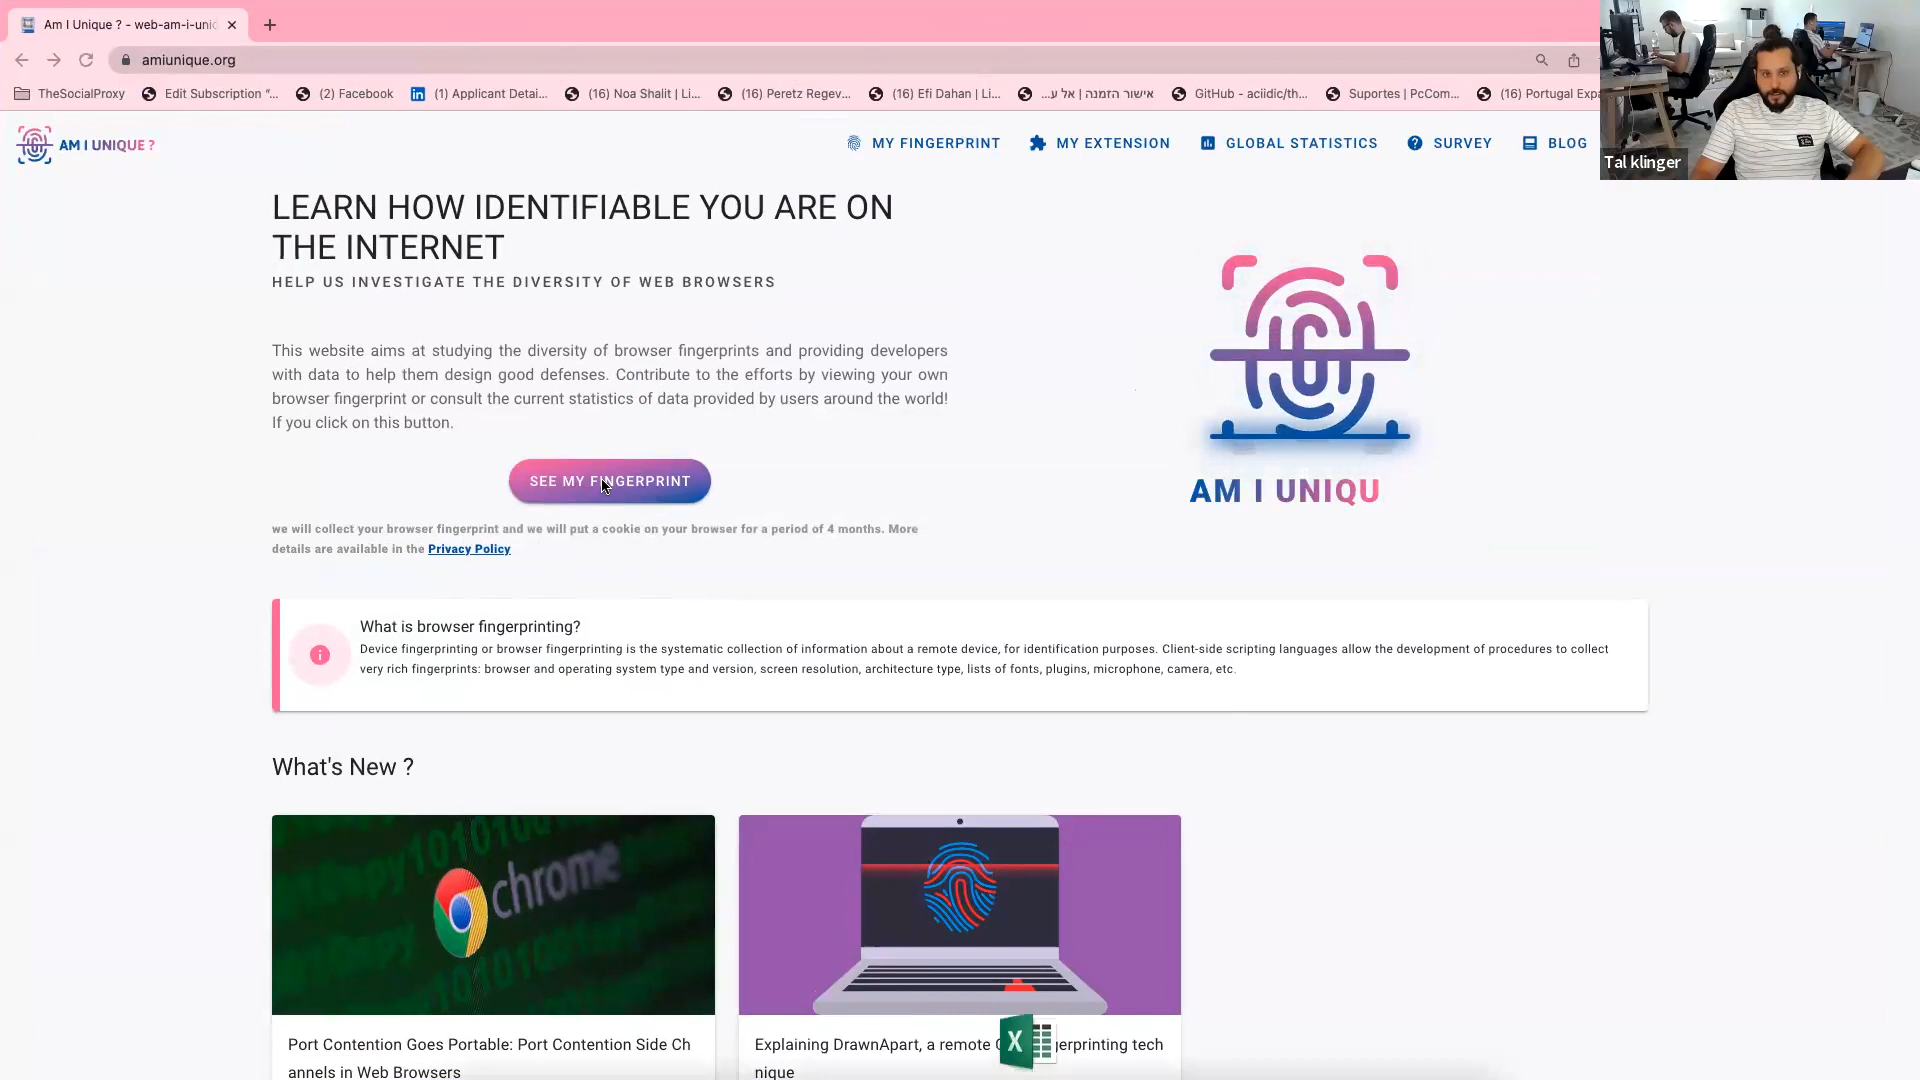 Am I Unique ? - web-am-i-uni
amiunique.org
TheSocialProxy
Edit Subscription "...
(2) Facebook
(1) Applicant Detai...
(16) Noa Shalit | Li...
(16) Peretz Regev...
(16) Efi Dahan | Li...
אישור הזמנה | אל ע...
GitHub - aciidic/th...
Suportes | PcCom...
(16) Portugal Expa
AM I UNIQUE ?
MY FINGERPRINT
MY EXTENSION
GLOBAL STATISTICS
SURVEY
BLOG
Tal klinger
LEARN HOW IDENTIFIABLE YOU ARE ON
THE INTERNET
HELP US INVESTIGATE THE DIVERSITY OF WEB BROWSERS
This website aims at studying the diversity of browser fingerprints and providing developers
with data to help them design good defenses. Contribute to the efforts by viewing your own
browser fingerprint or consult the current statistics of data provided by users around the world!
If you click on this button.
SEE MY FINGERPRINT
we will collect your browser fingerprint and we will put a cookie on your browser for a period of 4 months. More
details are available in the Privacy Policy
AM I UNIQU
What is browser fingerprinting?
Device fingerprinting or browser fingerprinting is the systematic collection of information about a remote device, for identification purposes. Client-side scripting languages allow the development of procedures to collect
very rich fingerprints: browser and operating system type and version, screen resolution, architecture type, lists of fonts, plugins, microphone, camera, etc.
What's New ?
chrome
Port Contention Goes Portable: Port Contention Side Ch
annels in Web Browsers
Explaining DrawnApart, a remote gerprinting tech
nique
X